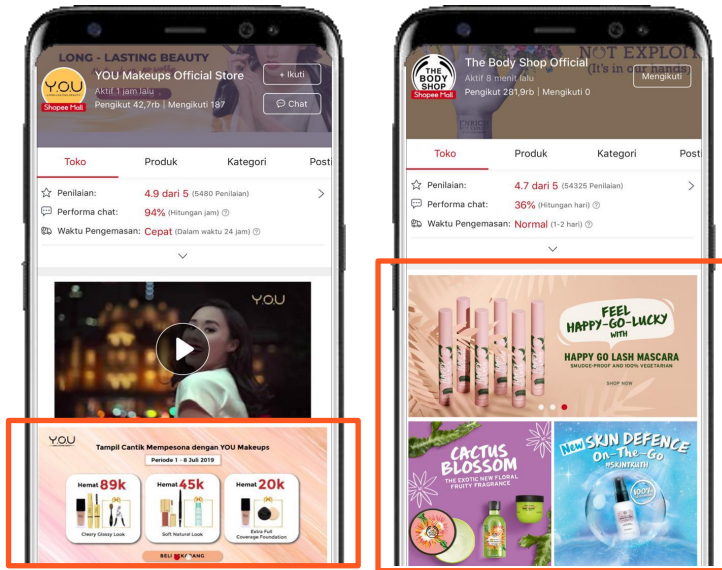 LONG - LASTING BEAUTY
Y.O.U
Shopee Mall
YOU Makeups Official Store
Aktif 1 jam lalu
Pengikut 42,7rb | Mengikuti 187
+ Ikuti
Chat
Toko Produk Kategori Posti
Penilaian: 4.9 dari 5 (5480 Penilaian)
Performa chat: 94% (Hitungan jam)
Waktu Pengemasan: Cepat (Dalam waktu 24 jam)
Y.O.U
Y.O.U
Tampil Cantik Mempesona dengan YOU Makeups
Periode 1 - 8 Juli 2019
Hemat 89k
Hemat 45k
Hemat 20k
Cleary Glossy Look
Soft Natural Look
Extra Full
Coverage Foundation
NOT EXPLOIT
(It's in our hands)
THE
BODY
SHOP
Shopee Mall
The Body Shop Official
Aktif 8 menit lalu
Pengikut 281,9rb | Mengikuti 0
Mengikuti
ENRICH
Toko Produk Kategori Posti
Penilaian: 4.7 dari 5 (54325 Penilaian)
Performa chat: 36% (Hitungan hari)
Waktu Pengemasan: Normal (1-2 hari)
FEEL
HAPPY-GO-LUCKY
WITH
HAPPY GO LASH MASCARA
SMUDGE-PROOF AND 100% VEGETARIAN
SHOP NOW
CACTUS
BLOSSOM
THE EXOTIC NEW FLORAL
FRUITY FRAGRANCE
New SKIN DEFENCE
On-The-Go
#SKINTRUTH
100%